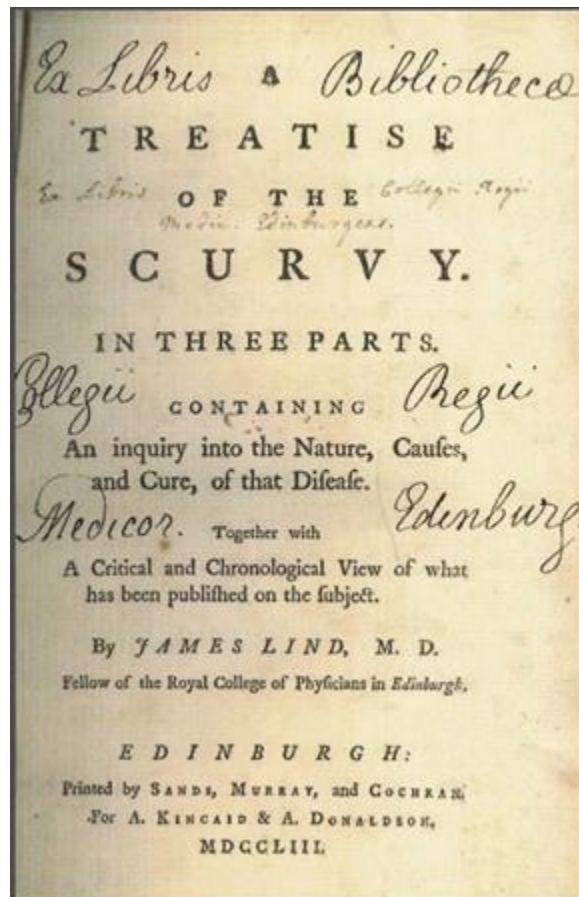 Ex Libris A Bibliotheca
TREATISE
Ex Libris OF THE Collegii Regii
Medic. Edinburgens.
SCURVY.
IN THREE PARTS.
Collegii CONTAINING Regii
An inquiry into the Nature, Cauſes,
and Cure, of that Diſeaſe.
Medicor. Together with Edinburg
A Critical and Chronological View of what
has been publiſhed on the ſubject.
By JAMES LIND, M. D.
Fellow of the Royal College of Phyſicians in Edinburgh.
EDINBURGH:
Printed by SANDS, MURRAY, and COCHRAN.
For A. KINCAID & A. DONALDSON.
MDCCLIII.